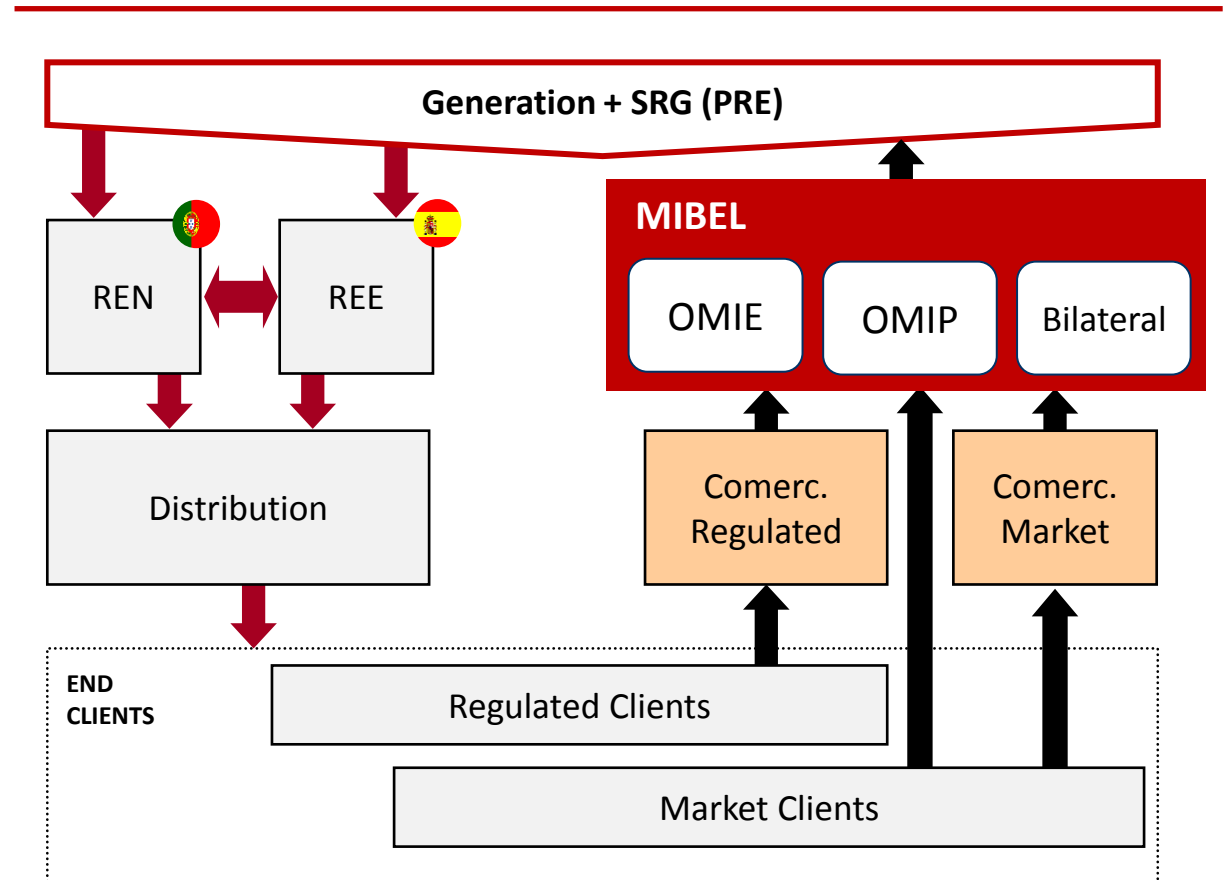 Generation + SRG (PRE)
REN
REE
MIBEL
OMIE
OMIP
Bilateral
Distribution
Comerc.
Regulated
Comerc.
Market
END
CLIENTS
Regulated Clients
Market Clients